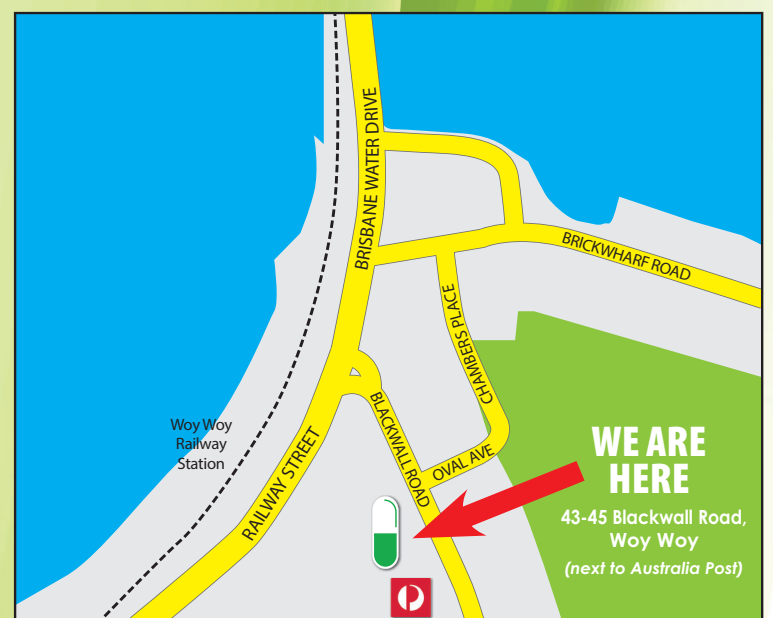 BRISBANE WATER DRIVE
BRICKWHARF ROAD
CHAMBERS PLACE
Woy Woy
Railway
Station
RAILWAY STREET
BLACKWALL ROAD
OVAL AVE
WE ARE
HERE
43-45 Blackwall Road,
Woy Woy
(next to Australia Post)